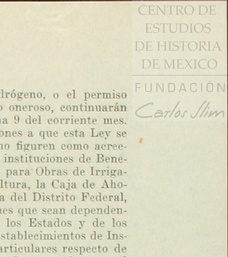 CENTRO DE
ESTUDIOS
DE HISTORIA
DE MÉXICO
FUNDACIÓN
Carlos Slim
drógeno, o el permiso
o oneroso, continuarán
a 9 del corriente mes.
ones a que esta Ley se
no figuren como acree-
instituciones de Bene-
para Obras de Irriga-
ltura, la Caja de Aho-
a del Distrito Federal,
nes que sean dependen-
los Estados y de los
stablecimientos de Ins-
articulares respecto de